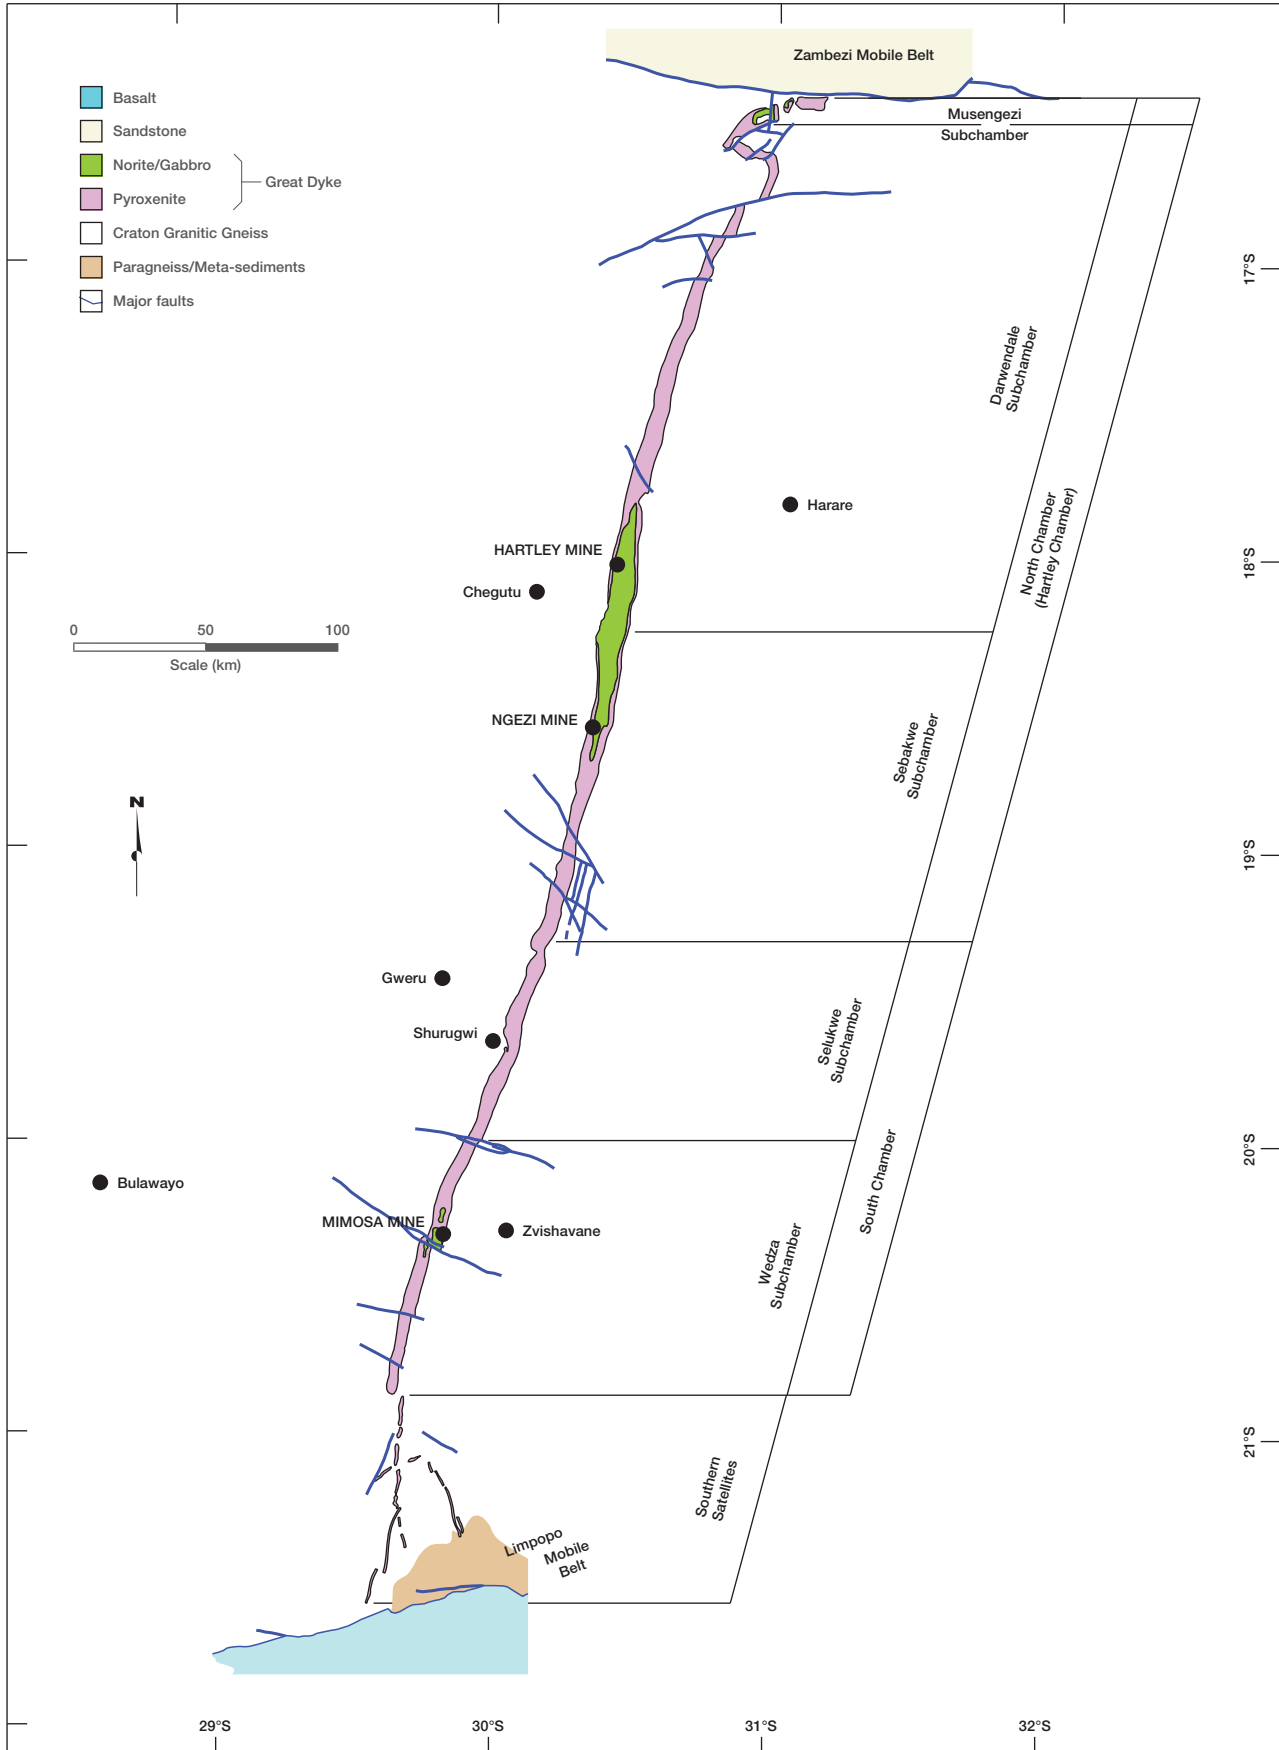 Zambezi Mobile Belt
Basalt
Sandstone
Norite/Gabbro
Great Dyke
Pyroxenite
Craton Granitic Gneiss
Paragneiss/Meta-sediments
Major faults
Musengezi
Subchamber
17°S
Darwendale
Subchamber
Harare
North Chamber
(Hartley Chamber)
HARTLEY MINE
18°S
Chegutu
0 50 100
Scale (km)
NGEZI MINE
Sebakwe
Subchamber
N
19°S
Gweru
Shurugwi
Selukwe
Subchamber
20°S
South Chamber
Bulawayo
MIMOSA MINE
Zvishavane
Wedza
Subchamber
21°S
Southern
Satellites
Limpopo
Mobile
Belt
29°S 30°S 31°S 32°S